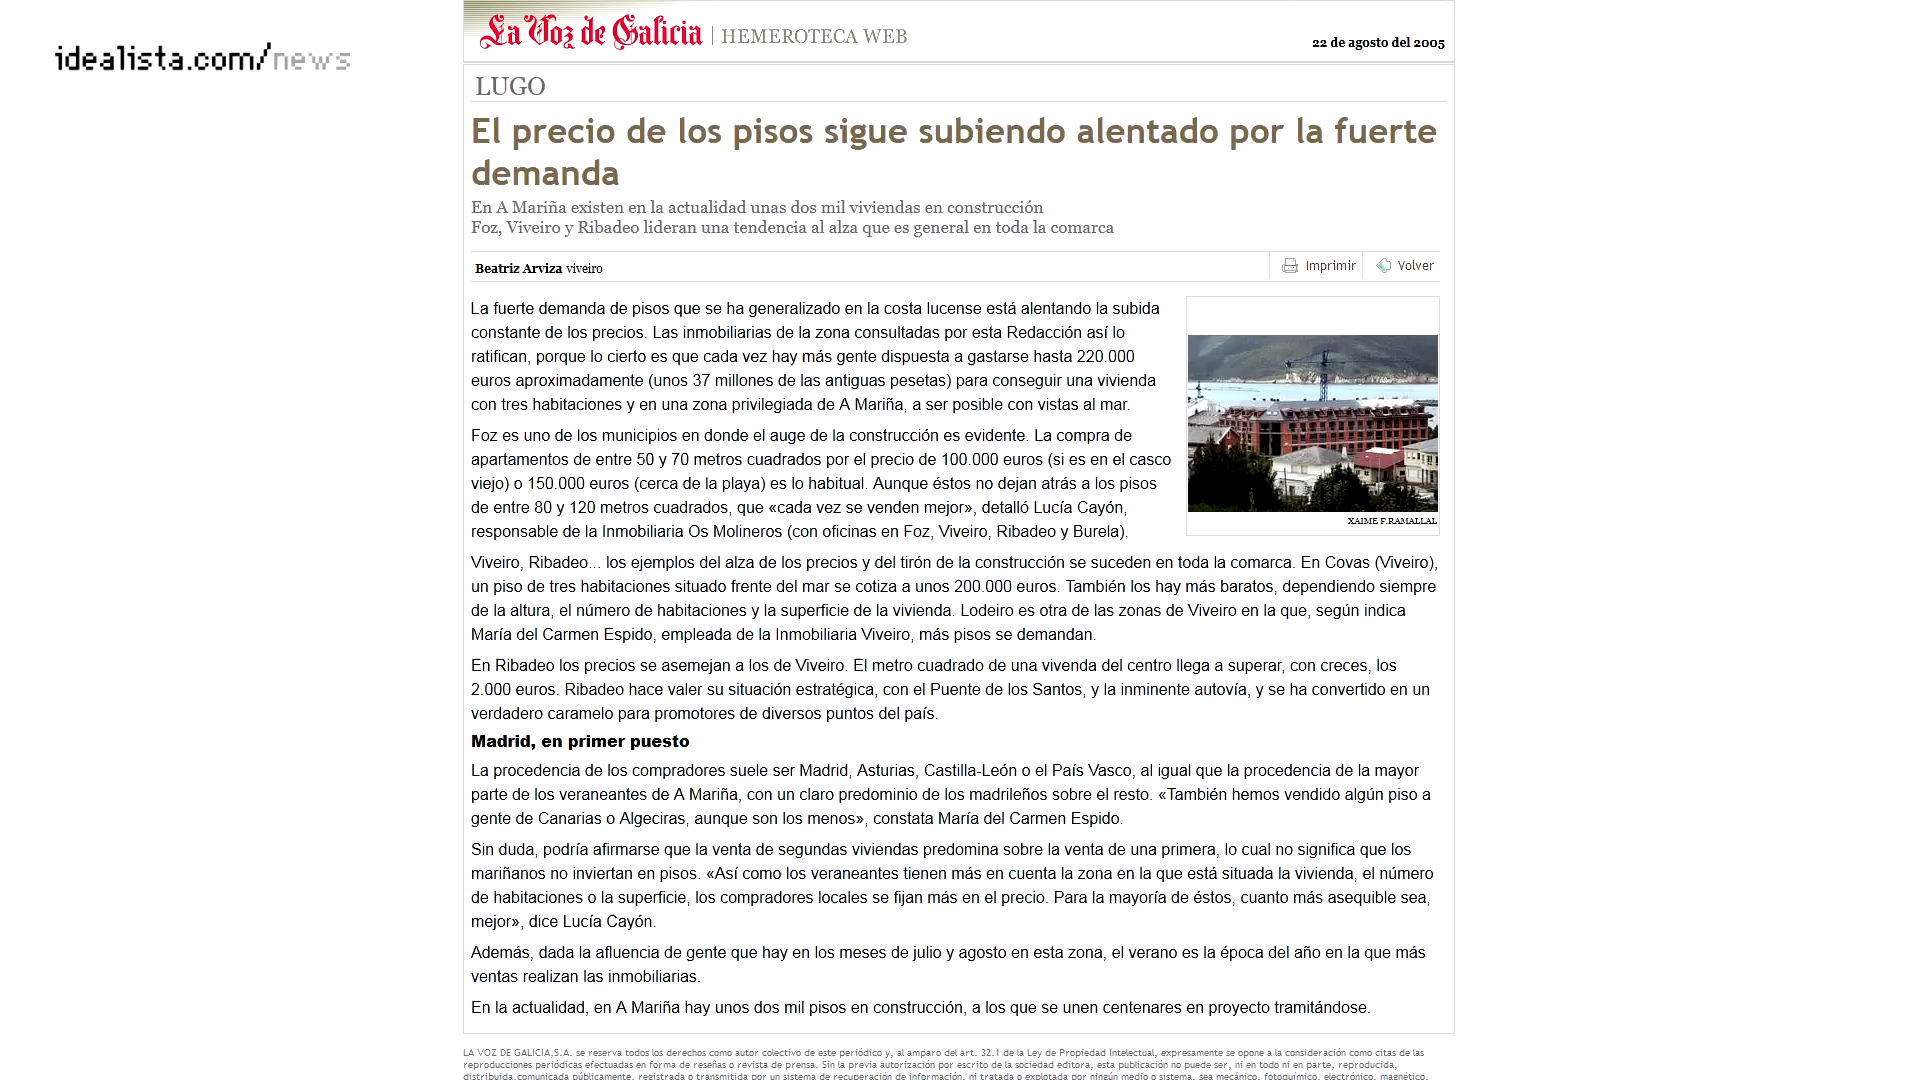 idealista.com/news
La Voz de Galicia | HEMEROTECA WEB
22 de agosto del 2005
LUGO
El precio de los pisos sigue subiendo alentado por la fuerte
demanda
En A Mariña existen en la actualidad unas dos mil viviendas en construcción
Foz, Viveiro y Ribadeo lideran una tendencia al alza que es general en toda la comarca
Beatriz Arviza viveiro
Imprimir
Volver
La fuerte demanda de pisos que se ha generalizado en la costa lucense está alentando la subida
constante de los precios. Las inmobiliarias de la zona consultadas por esta Redacción así lo
ratifican, porque lo cierto es que cada vez hay más gente dispuesta a gastarse hasta 220.000
euros aproximadamente (unos 37 millones de las antiguas pesetas) para conseguir una vivienda
con tres habitaciones y en una zona privilegiada de A Mariña, a ser posible con vistas al mar.
Foz es uno de los municipios en donde el auge de la construcción es evidente. La compra de
apartamentos de entre 50 y 70 metros cuadrados por el precio de 100.000 euros (si es en el casco
viejo) o 150.000 euros (cerca de la playa) es lo habitual. Aunque éstos no dejan atrás a los pisos
de entre 80 y 120 metros cuadrados, que «cada vez se venden mejor», detalló Lucía Cayón,
responsable de la Inmobiliaria Os Molineros (con oficinas en Foz, Viveiro, Ribadeo y Burela).
XAIME F.RAMALLAL
Viveiro, Ribadeo... los ejemplos del alza de los precios y del tirón de la construcción se suceden en toda la comarca. En Covas (Viveiro),
un piso de tres habitaciones situado frente del mar se cotiza a unos 200.000 euros. También los hay más baratos, dependiendo siempre
de la altura, el número de habitaciones y la superficie de la vivienda. Lodeiro es otra de las zonas de Viveiro en la que, según indica
María del Carmen Espido, empleada de la Inmobiliaria Viveiro, más pisos se demandan.
En Ribadeo los precios se asemejan a los de Viveiro. El metro cuadrado de una vivenda del centro llega a superar, con creces, los
2.000 euros. Ribadeo hace valer su situación estratégica, con el Puente de los Santos, y la inminente autovía, y se ha convertido en un
verdadero caramelo para promotores de diversos puntos del país.
Madrid, en primer puesto
La procedencia de los compradores suele ser Madrid, Asturias, Castilla-León o el País Vasco, al igual que la procedencia de la mayor
parte de los veraneantes de A Mariña, con un claro predominio de los madrileños sobre el resto. «También hemos vendido algún piso a
gente de Canarias o Algeciras, aunque son los menos», constata María del Carmen Espido.
Sin duda, podría afirmarse que la venta de segundas viviendas predomina sobre la venta de una primera, lo cual no significa que los
mariñanos no inviertan en pisos. «Así como los veraneantes tienen más en cuenta la zona en la que está situada la vivienda, el número
de habitaciones o la superficie, los compradores locales se fijan más en el precio. Para la mayoría de éstos, cuanto más asequible sea,
mejor», dice Lucía Cayón.
Además, dada la afluencia de gente que hay en los meses de julio y agosto en esta zona, el verano es la época del año en la que más
ventas realizan las inmobiliarias.
En la actualidad, en A Mariña hay unos dos mil pisos en construcción, a los que se unen centenares en proyecto tramitándose.
LA VOZ DE GALICIA,S.A. se reserva todos los derechos como autor colectivo de este periódico y, al amparo del art. 32.1 de la Ley de Propiedad Intelectual, expresamente se opone a la consideración como citas de las
reproducciones periódicas efectuadas en forma de reseñas o revista de prensa. Sin la previa autorización por escrito de la sociedad editora, esta publicación no puede ser, ni en todo ni en parte, reproducida,
distribuida,comunicada públicamente, registrada o transmitida por un sistema de recuperación de información, ni tratada o explotada por ningún medio o sistema, sea mecánico, fotoquímico, electrónico, magnético,